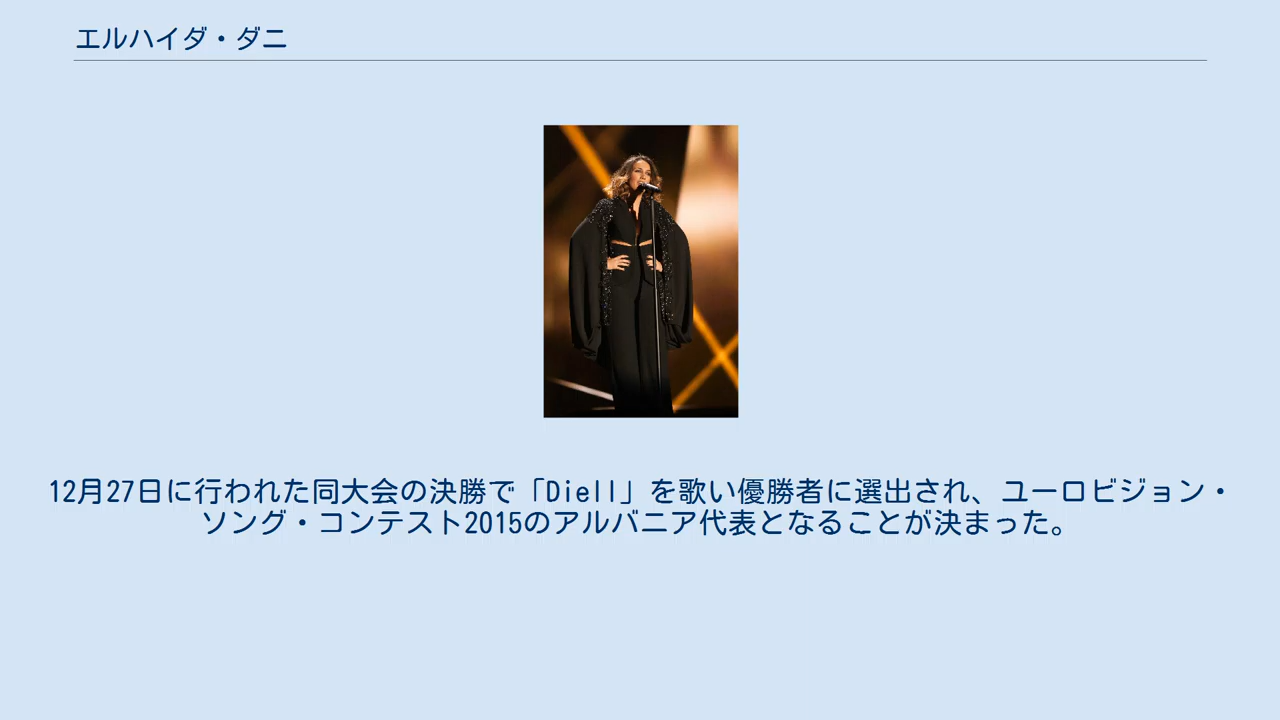 エルハイダ・ダニ
12月27日に行われた同大会の決勝で「Diell」を歌い優勝者に選出され、ユーロビジョン・
ソング・コンテスト2015のアルバニア代表となることが決まった。